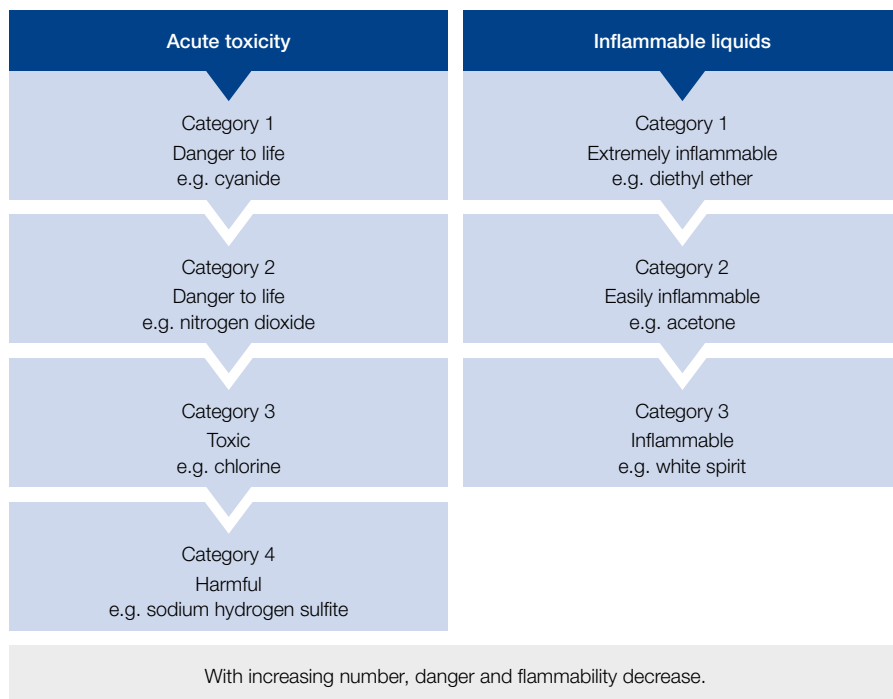 Acute toxicity
Category 1
Danger to life
e.g. cyanide
Category 2
Danger to life
e.g. nitrogen dioxide
Category 3
Toxic
e.g. chlorine
Category 4
Harmful
e.g. sodium hydrogen sulfite
Inflammable liquids
Category 1
Extremely inflammable
e.g. diethyl ether
Category 2
Easily inflammable
e.g. acetone
Category 3
Inflammable
e.g. white spirit
With increasing number, danger and flammability decrease.